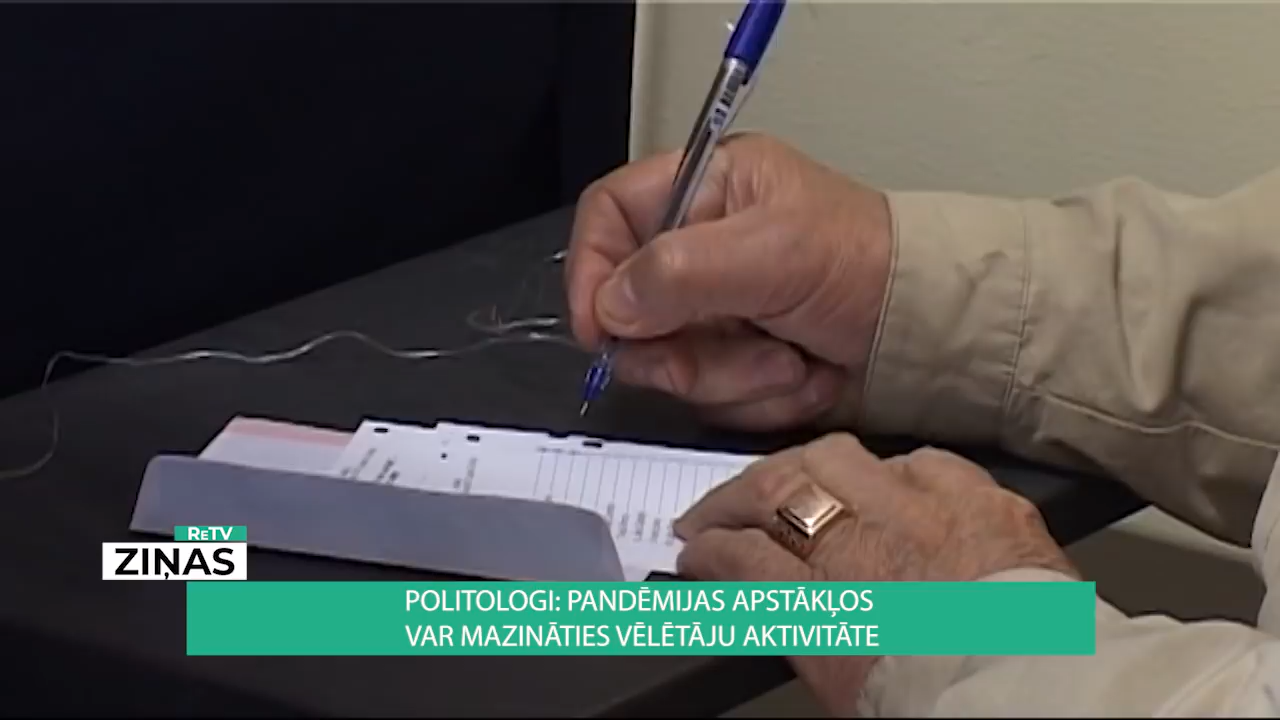 ReTV
ZIŅAS
POLITOLOGI: PANDĒMIJAS APSTĀKĻOS
VAR MAZINĀTIES VĒLĒTĀJU AKTIVITĀTE